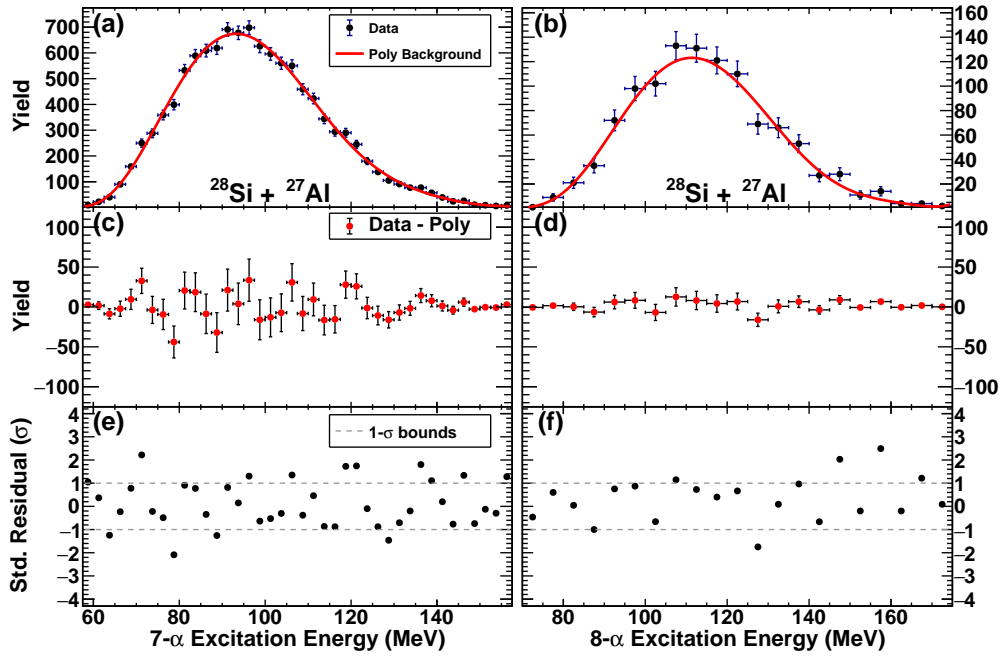 (a)
Data
Poly Background
Yield
700
600
500
400
300
200
100
²⁸Si + ²⁷Al
(b)
160
140
120
100
80
60
40
20
²⁸Si + ²⁷Al
(c)
Data - Poly
Yield
100
50
0
−50
−100
(d)
100
50
0
−50
−100
(e)
1-σ bounds
Std. Residual (σ)
4
3
2
1
0
−1
−2
−3
−4
60 80 100 120 140
7-α Excitation Energy (MeV)
(f)
4
3
2
1
0
−1
−2
−3
−4
80 100 120 140 160
8-α Excitation Energy (MeV)